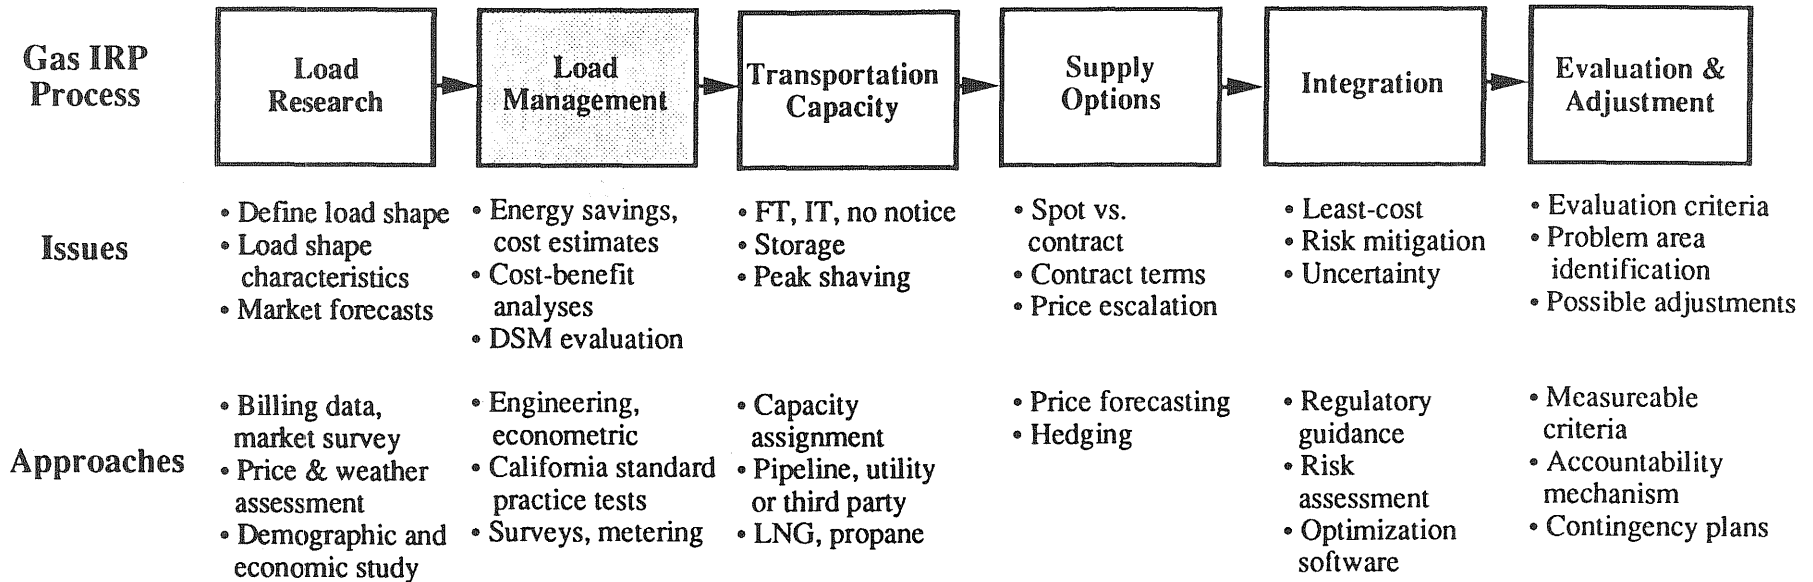 Gas IRP
Process
Load
Research
Load
Management
Transportation
Capacity
Supply
Options
Integration
Evaluation &
Adjustment
Issues
• Define load shape
• Load shape
characteristics
• Market forecasts
• Energy savings,
cost estimates
• Cost-benefit
analyses
• DSM evaluation
• FT, IT, no notice
• Storage
• Peak shaving
• Spot vs.
contract
• Contract terms
• Price escalation
• Least-cost
• Risk mitigation
• Uncertainty
• Evaluation criteria
• Problem area
identification
• Possible adjustments
Approaches
• Billing data,
market survey
• Price & weather
assessment
• Demographic and
economic study
• Engineering,
econometric
• California standard
practice tests
• Surveys, metering
• Capacity
assignment
• Pipeline, utility
or third party
• LNG, propane
• Price forecasting
• Hedging
• Regulatory
guidance
• Risk
assessment
• Optimization
software
• Measureable
criteria
• Accountability
mechanism
• Contingency plans